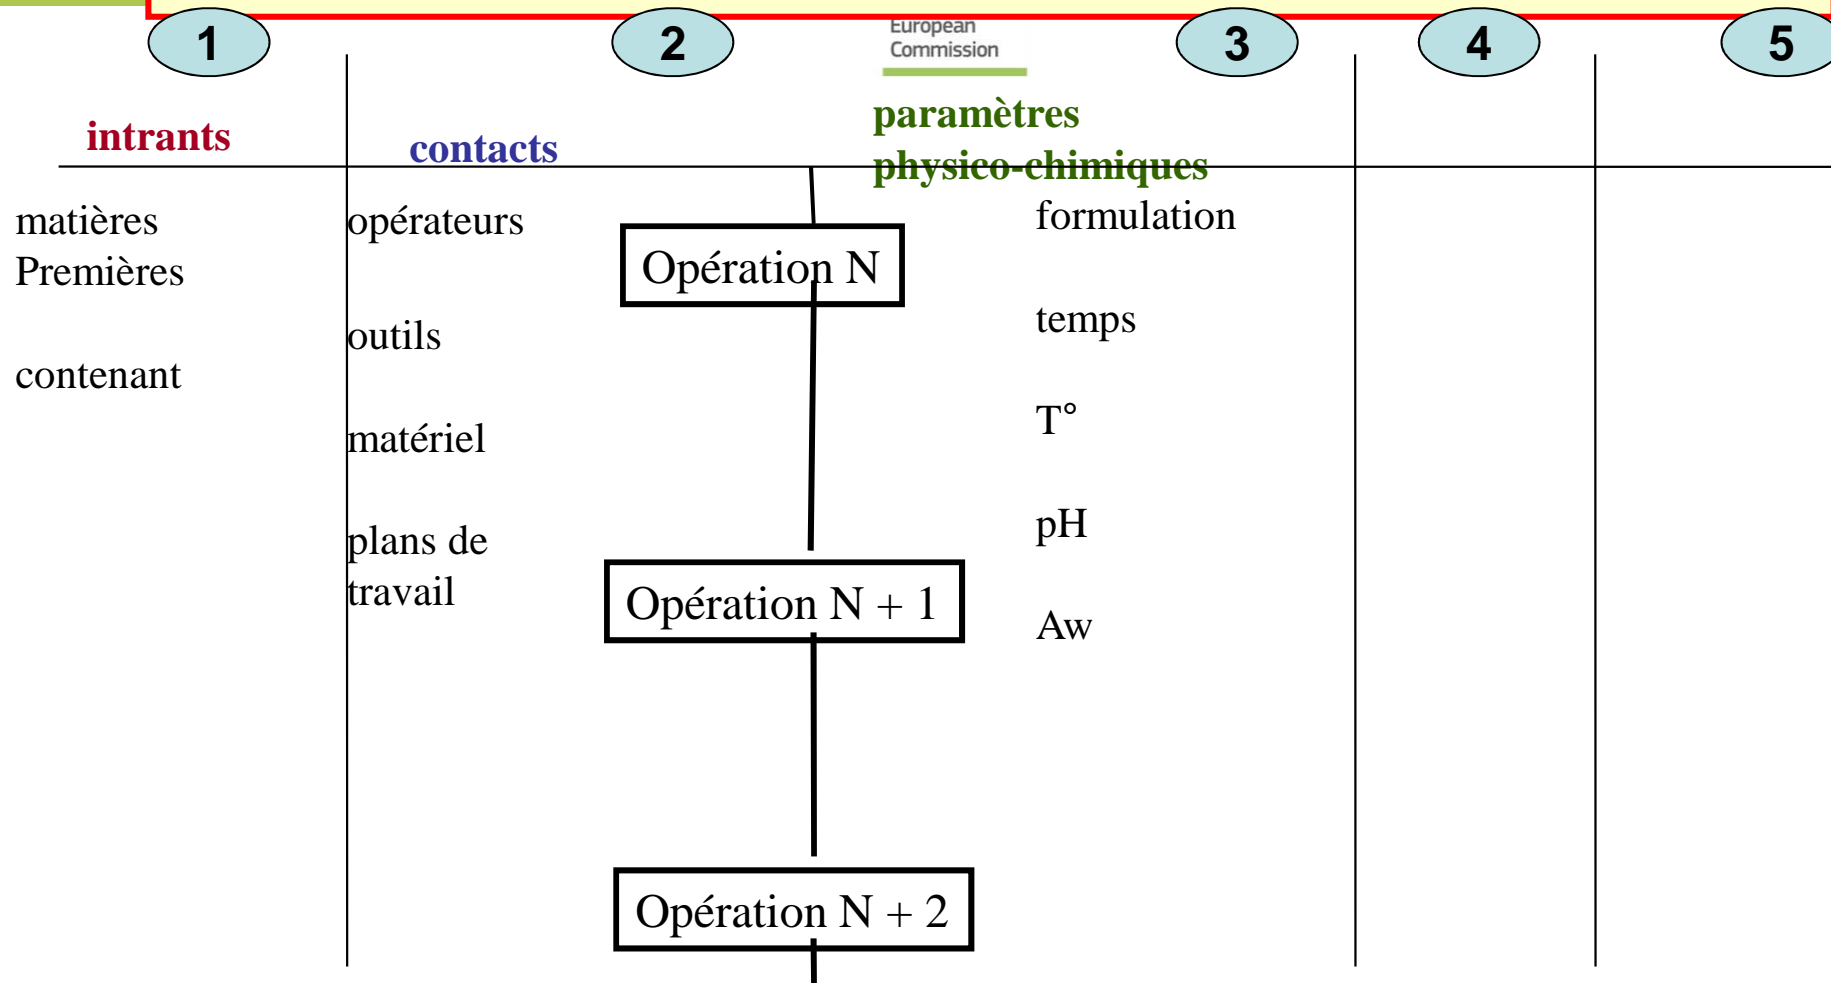 1
2
European
Commission
3
4
5
intrants
contacts
paramètres
physico-chimiques
matières
Premières
contenant
opérateurs
outils
matériel
plans de
travail
Opération N
Opération N + 1
Opération N + 2
formulation
temps
T°
pH
Aw